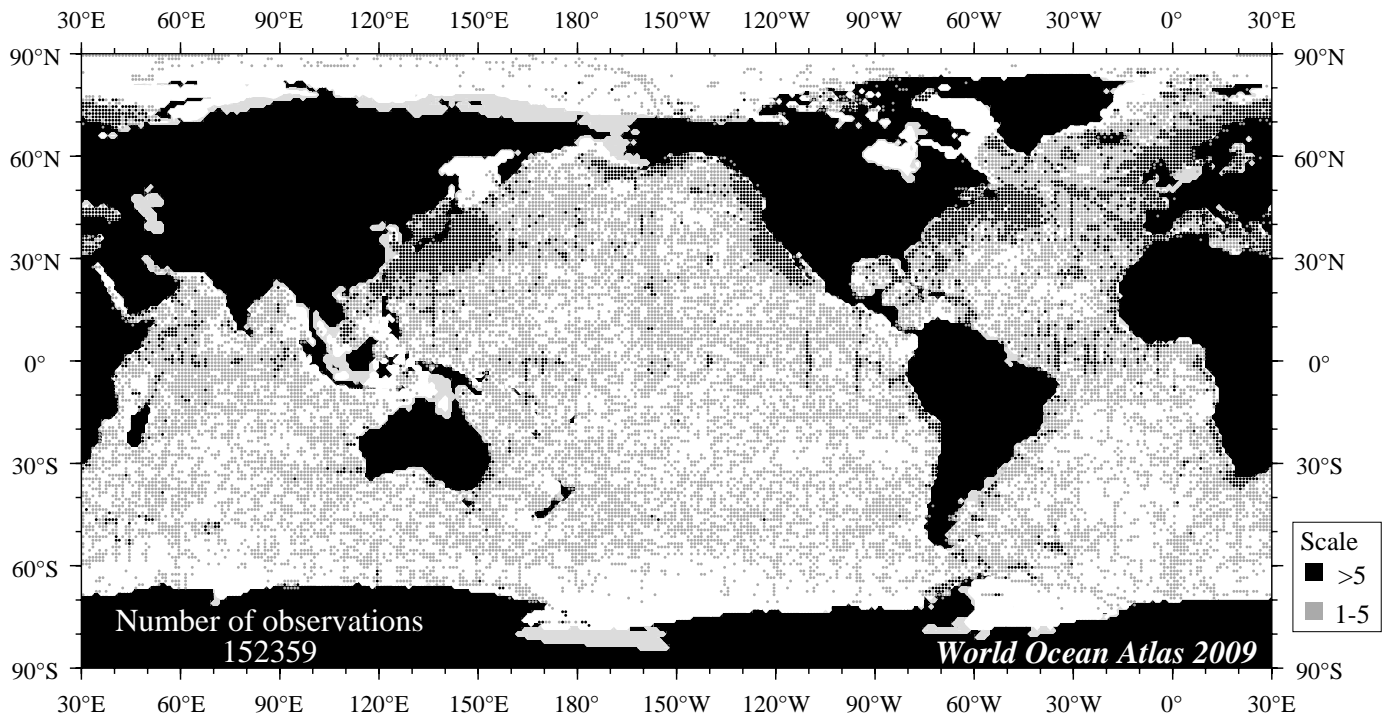 30°E 60°E 90°E 120°E 150°E 180° 150°W 120°W 90°W 60°W 30°W 0° 30°E
90°N 90°N
60°N 60°N
30°N 30°N
0° 0°
30°S 30°S
60°S 60°S
Scale
>5
1-5
Number of observations
152359
World Ocean Atlas 2009
90°S 90°S
30°E 60°E 90°E 120°E 150°E 180° 150°W 120°W 90°W 60°W 30°W 0° 30°E